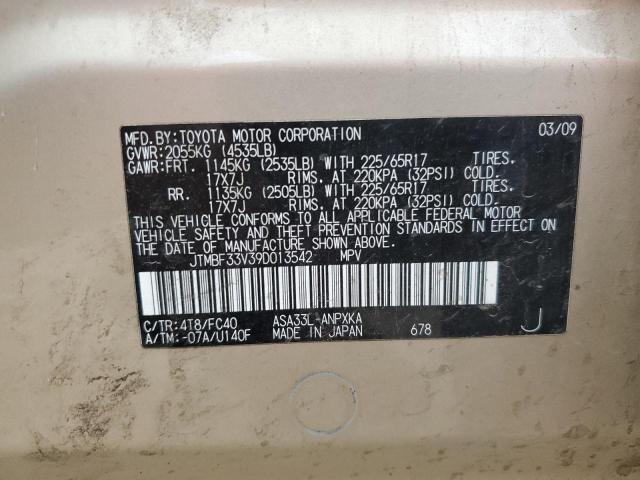 MFD.BY:TOYOTA MOTOR CORPORATION 03/09
GVWR:2055KG (4535LB)
GAWR:FRT. 1145KG (2535LB) WITH 225/65R17 TIRES.
17X7J RIMS. AT 220KPA (32PSI) COLD.
RR. 1135KG (2505LB) WITH 225/65R17 TIRES.
17X7J RIMS. AT 220KPA (32PSI) COLD.
THIS VEHICLE CONFORMS TO ALL APPLICABLE FEDERAL MOTOR
VEHICLE SAFETY AND THEFT PREVENTION STANDARDS IN EFFECT ON
THE DATE OF MANUFACTURE SHOWN ABOVE.
JTMBF33V39D013542 MPV
C/TR:4T8/FC40 ASA33L-ANPXKA
A/TM:-07A/U140F MADE IN JAPAN 678 J